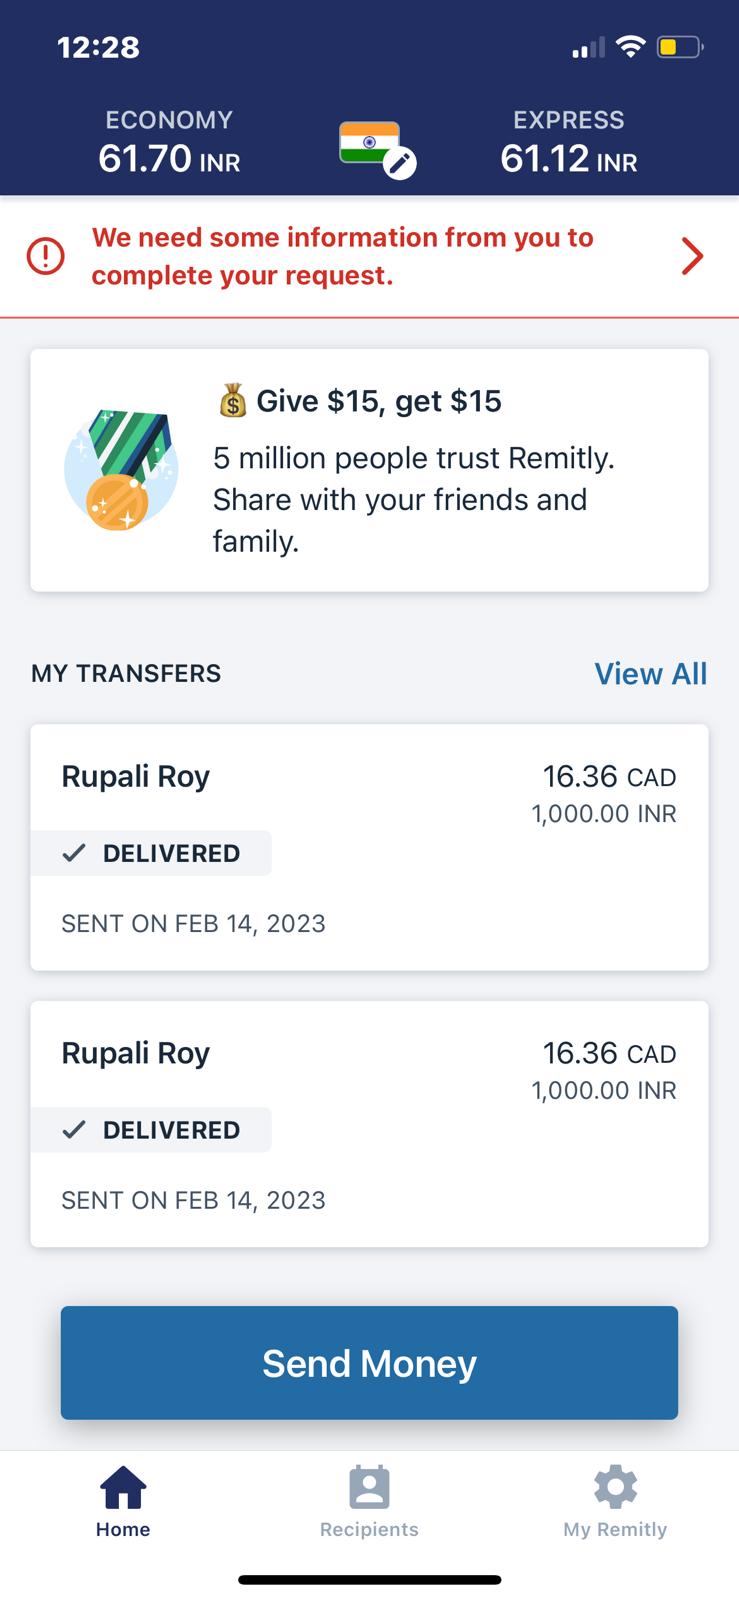 12:28
ECONOMY
61.70 INR
EXPRESS
61.12 INR
We need some information from you to
complete your request.
💰 Give $15, get $15
5 million people trust Remitly.
Share with your friends and
family.
MY TRANSFERS
View All
Rupali Roy
16.36 CAD
1,000.00 INR
DELIVERED
SENT ON FEB 14, 2023
Rupali Roy
16.36 CAD
1,000.00 INR
DELIVERED
SENT ON FEB 14, 2023
Send Money
Home
Recipients
My Remitly